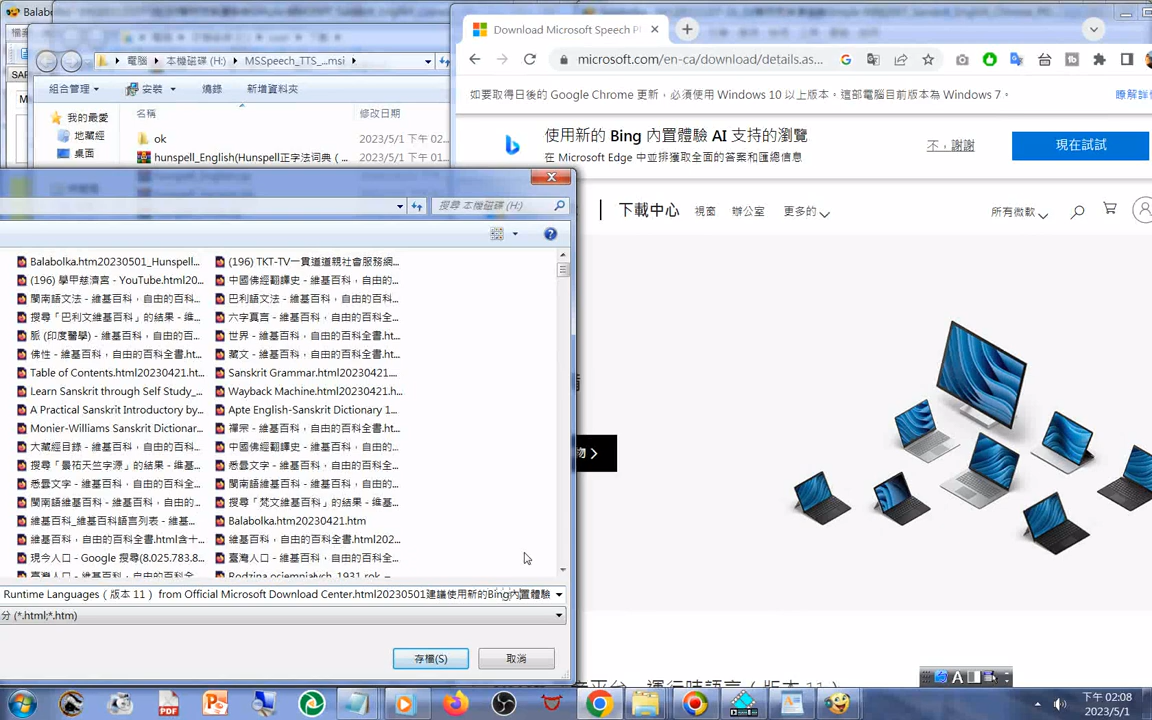 Balab
電腦 ▸ 本機磁碟 (H:) ▸ MSSpeech_TTS_...msi ▸
組合管理 安裝 燒錄 新增資料夾
名稱 修改日期
我的最愛
地藏經
桌面
ok 2023/5/1 下午 02...
hunspell_English(Hunspell正字法词典 ( ... 2023/5/1 下午 01...
Download Microsoft Speech P
microsoft.com/en-ca/download/details.as...
如要取得日後的 Google Chrome 更新，必須使用 Windows 10 以上版本。這部電腦目前版本為 Windows 7。
瞭解詳
使用新的 Bing 內置體驗 AI 支持的瀏覽
在 Microsoft Edge 中並排獲取全面的答案和匯總信息
不，謝謝
現在試試
下載中心 視窗 辦公室 更多的
所有微軟
搜尋 本機磁碟 (H:)
Balabolka.htm20230501_Hunspell...
(196) TKT-TV一貫道道親社會服務網...
(196) 學甲慈濟宮 - YouTube.html20...
中國佛經翻譯史 - 維基百科，自由的...
閩南語文法 - 維基百科，自由的百科...
巴利語文法 - 維基百科，自由的百科...
搜尋「巴利文維基百科」的結果 - 維...
六字真言 - 維基百科，自由的百科全...
脈 (印度醫學) - 維基百科，自由的百...
世界 - 維基百科，自由的百科全書.ht...
佛性 - 維基百科，自由的百科全書.ht...
藏文 - 維基百科，自由的百科全書.ht...
Table of Contents.html20230421.ht...
Sanskrit Grammar.html20230421....
Learn Sanskrit through Self Study_...
Wayback Machine.html20230421.h...
A Practical Sanskrit Introductory by...
Apte English-Sanskrit Dictionary 1...
Monier-Williams Sanskrit Dictionar...
禪宗 - 維基百科，自由的百科全書.ht...
大藏經目錄 - 維基百科，自由的百科...
中國佛經翻譯史 - 維基百科，自由的...
搜尋「最祐天竺字源」的結果 - 維基...
悉曇文字 - 維基百科，自由的百科全...
悉曇文字 - 維基百科，自由的百科全...
閩南語維基百科 - 維基百科，自由的...
閩南語維基百科 - 維基百科，自由的...
搜尋「梵文維基百科」的結果 - 維基...
維基百科_維基百科語言列表 - 維基...
Balabolka.htm20230421.htm
維基百科，自由的百科全書.html含十...
維基百科，自由的百科全書.html202...
現今人口 - Google 搜尋(8.025.783.8...
臺灣人口 - 維基百科，自由的百科全...
臺灣人口 - 維基百科，自由的百科全
Rodzina ociemniałych_1931 rok –
Runtime Languages ( 版本 11 ) from Official Microsoft Download Center.html20230501建議使用新的Bing內置體驗
分 (*.html;*.htm)
存檔(S)
取消
物
PDF
下午 02:08
2023/5/1